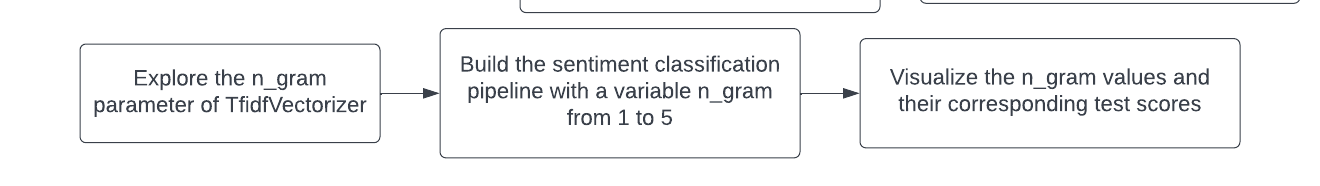 Explore the n_gram
parameter of TfidfVectorizer
Build the sentiment classification
pipeline with a variable n_gram
from 1 to 5
Visualize the n_gram values and
their corresponding test scores